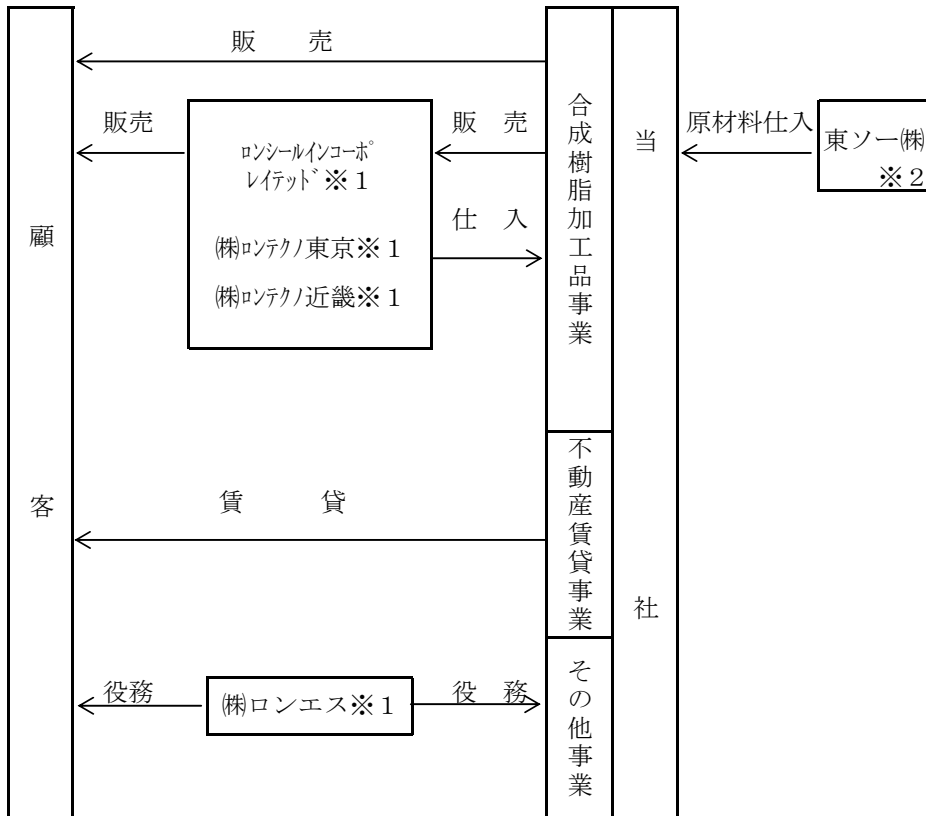 販　　売
販売
販　売
原材料仕入
ﾛﾝｼｰﾙｲﾝｺｰﾎﾟ
ﾚｲﾃｯﾄﾞ※１
㈱ﾛﾝﾃｸﾉ東京※１
㈱ﾛﾝﾃｸﾉ近畿※１
仕　入
東ソー㈱
※２
顧客
合成樹脂加工品事業
当社
賃　　貸
不動産賃貸事業
役務
㈱ロンエス※１
役　務
その他事業